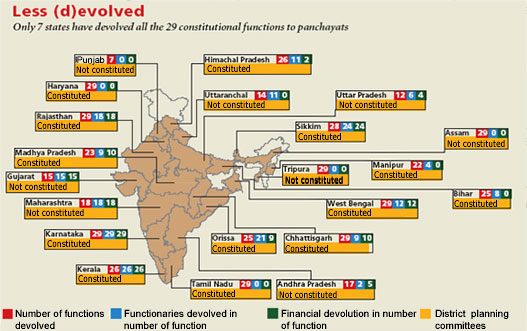 Less (d)evolved
Only 7 states have devolved all the 29 constitutional functions to panchayats
Punjab 7 0 0
Not constituted
Himachal Pradesh 26 11 2
Constituted
Haryana 29 0 0
Constituted
Uttaranchal 14 11 0
Not constituted
Uttar Pradesh 12 6 4
Constituted
Rajasthan 29 18 18
Constituted
Sikkim 28 24 24
Constituted
Assam 29 0 0
Not constituted
Madhya Pradesh 23 9 10
Constituted
Tripura 29 0 0
Not constituted
Manipur 22 4 0
Constituted
Gujarat 15 15 15
Not constituted
Bihar 25 8 0
Constituted
Maharashtra 18 18 18
Not constituted
West Bengal 29 12 12
Constituted
Karnataka 29 29 29
Constituted
Orissa 25 21 9
Constituted
Chhattisgarh 29 9 10
Constituted
Kerala 26 26 26
Constituted
Tamil Nadu 29 0 0
Constituted
Andhra Pradesh 17 2 5
Not constituted
Number of functions
devolved
Functionaries devolved in
number of function
Financial devolution in number
of function
District planning
committees